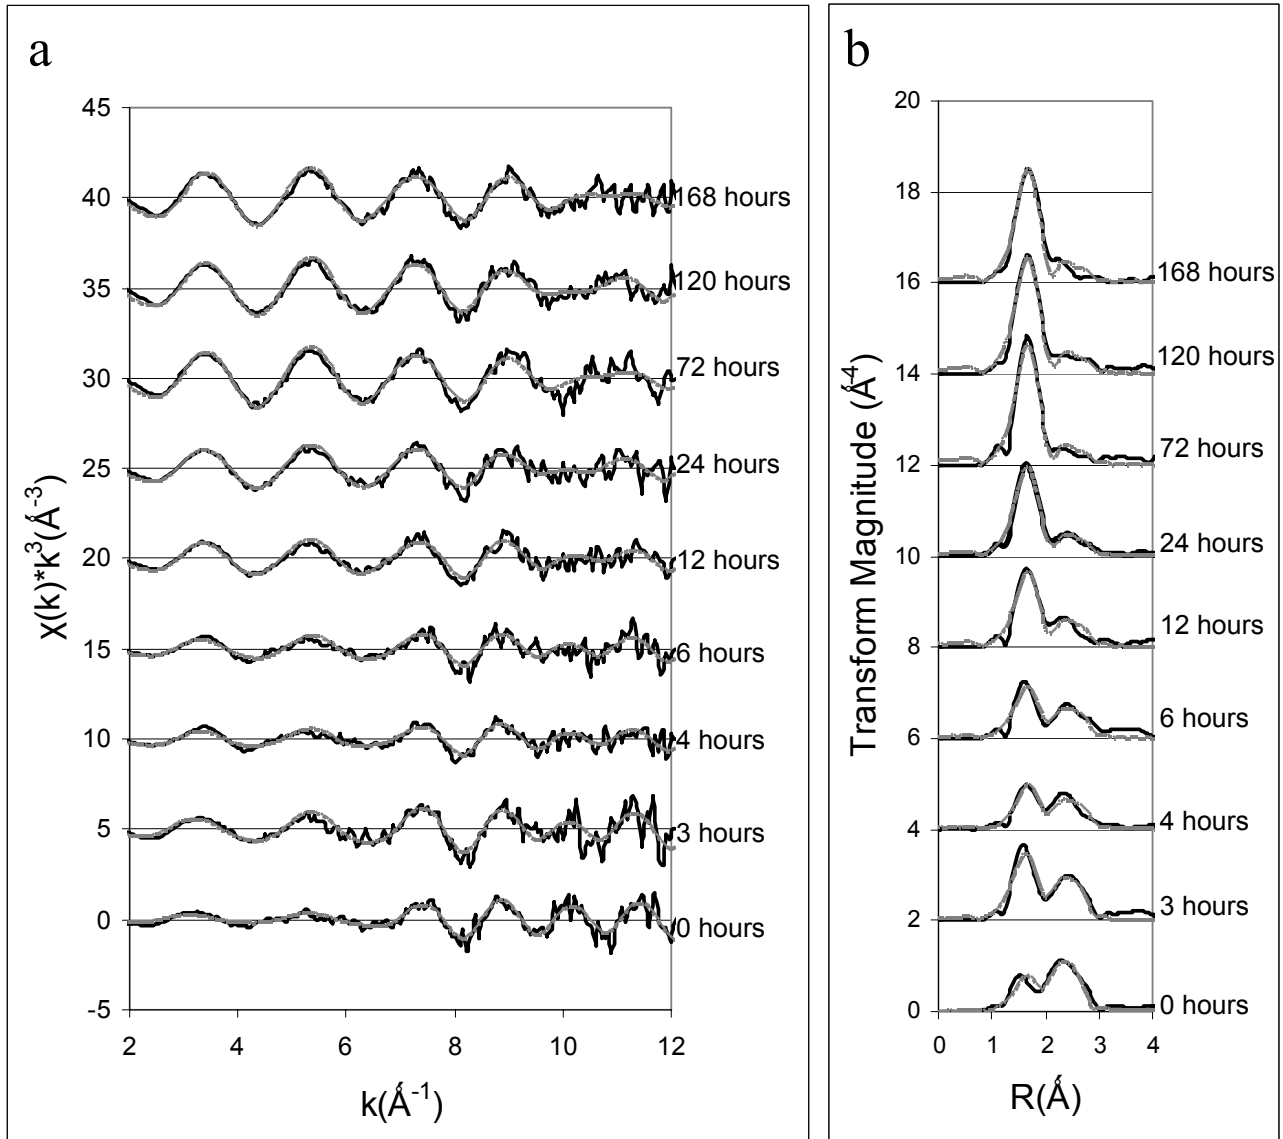 a
45
40
35
30
25
20
15
10
5
0
-5
χ(k)*k³(Å⁻³)
168 hours
120 hours
72 hours
24 hours
12 hours
6 hours
4 hours
3 hours
0 hours
2 4 6 8 10 12
k(Å⁻¹)
b
20
18
16
14
12
10
8
6
4
2
0
Transform Magnitude (Å⁻⁴)
168 hours
120 hours
72 hours
24 hours
12 hours
6 hours
4 hours
3 hours
0 hours
0 1 2 3 4
R(Å)